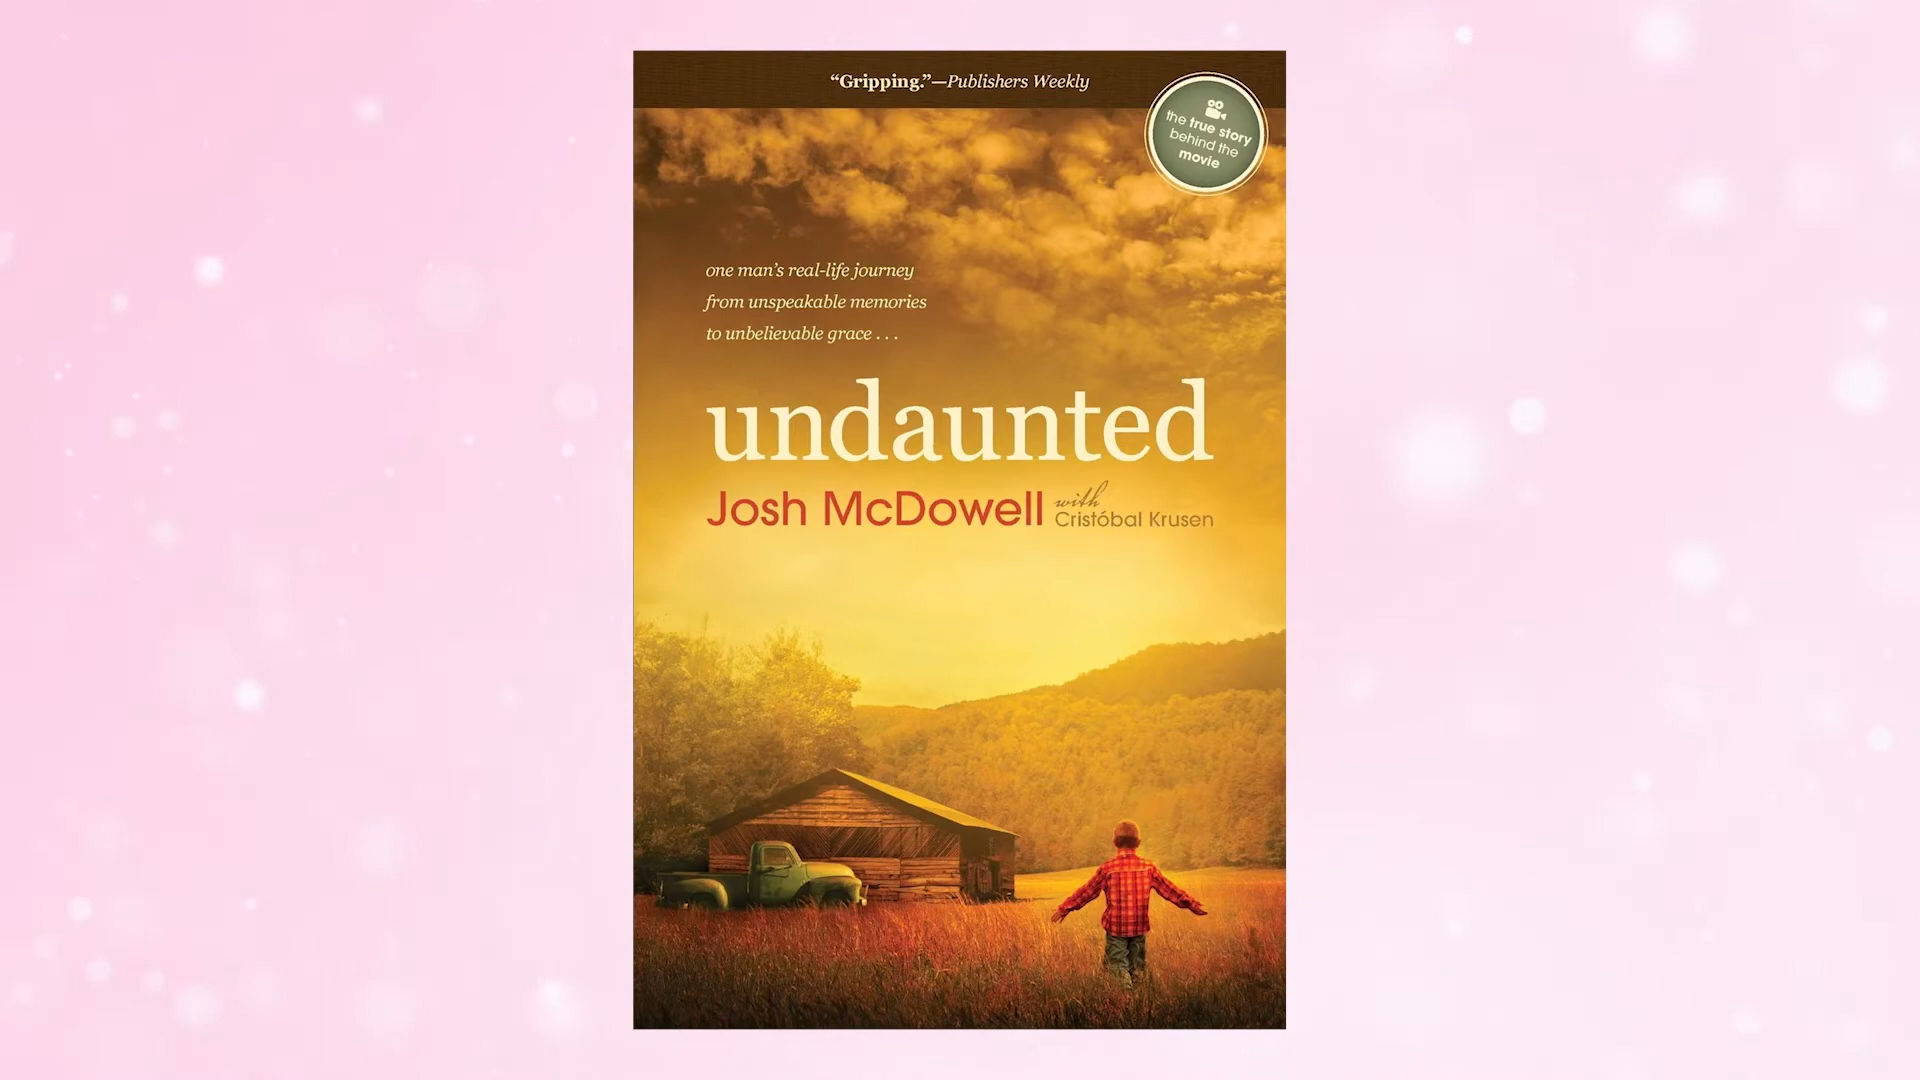 “Gripping.”—Publishers Weekly
the true story
behind the
movie
one man’s real-life journey
from unspeakable memories
to unbelievable grace . . .
undaunted
Josh McDowell with Cristóbal Krusen